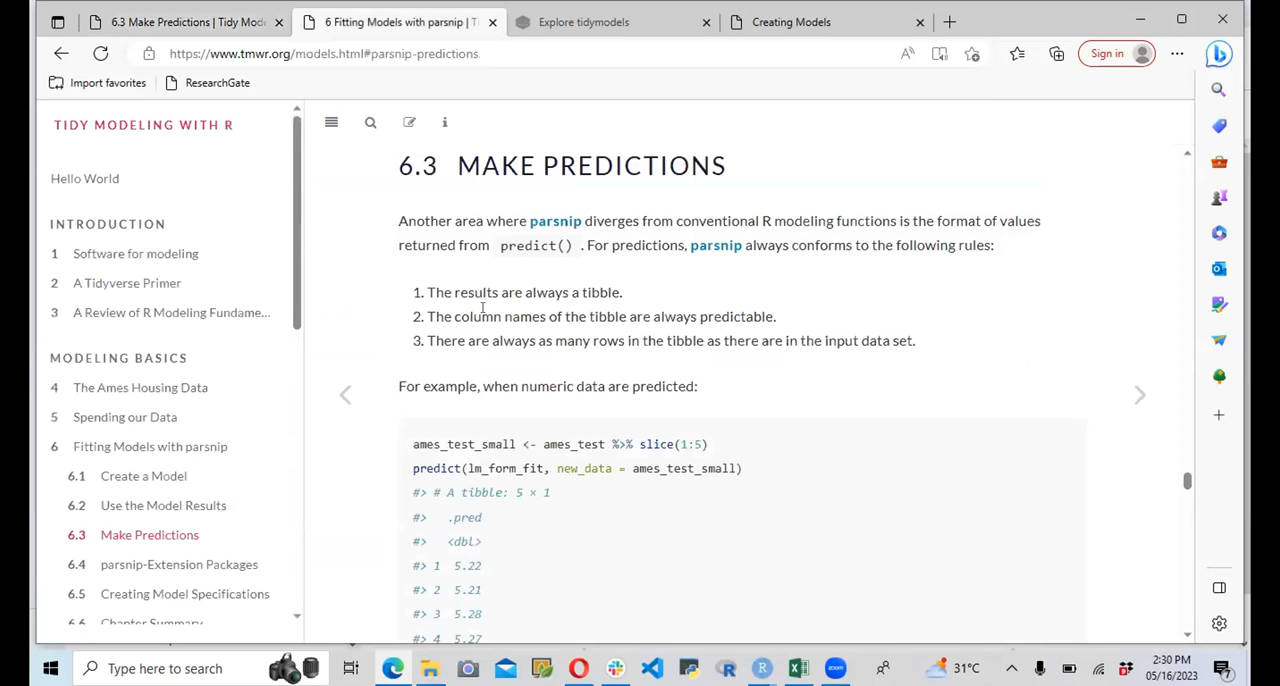 6.3 Make Predictions | Tidy Mode
6 Fitting Models with parsnip | Ti
Explore tidymodels
Creating Models
https://www.tmwr.org/models.html#parsnip-predictions
Sign in
Import favorites
ResearchGate
TIDY MODELING WITH R
Hello World
INTRODUCTION
1 Software for modeling
2 A Tidyverse Primer
3 A Review of R Modeling Fundame...
MODELING BASICS
4 The Ames Housing Data
5 Spending our Data
6 Fitting Models with parsnip
6.1 Create a Model
6.2 Use the Model Results
6.3 Make Predictions
6.4 parsnip-Extension Packages
6.5 Creating Model Specifications
6.6 Chapter Summary
6.3 MAKE PREDICTIONS
Another area where parsnip diverges from conventional R modeling functions is the format of values
returned from predict() . For predictions, parsnip always conforms to the following rules:
1. The results are always a tibble.
2. The column names of the tibble are always predictable.
3. There are always as many rows in the tibble as there are in the input data set.
For example, when numeric data are predicted:
ames_test_small <- ames_test %>% slice(1:5)
predict(lm_form_fit, new_data = ames_test_small)
#> # A tibble: 5 × 1
#> .pred
#> <dbl>
#> 1 5.22
#> 2 5.21
#> 3 5.28
#> 4 5.27
Type here to search
zoom
31°C
2:30 PM
05/16/2023
7